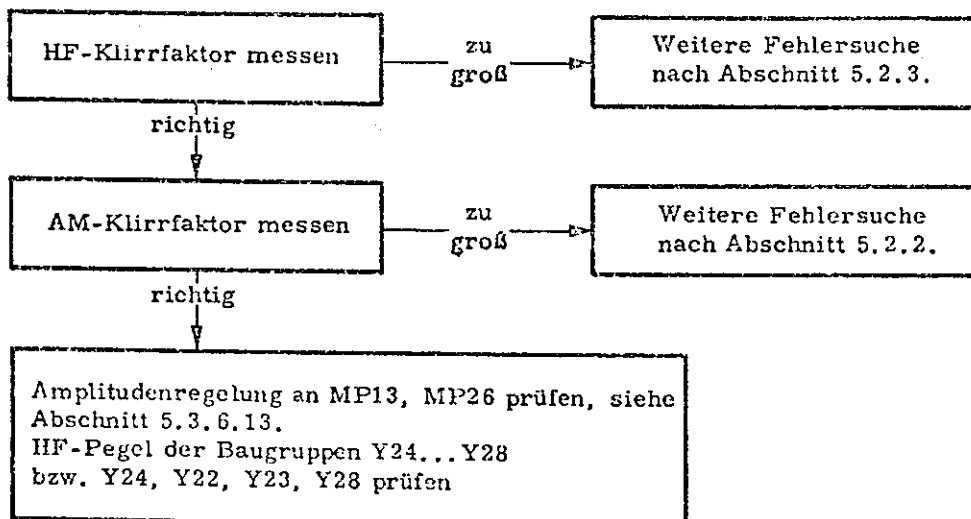 HF-Klirrfaktor messen
zu
groß
Weitere Fehlersuche
nach Abschnitt 5.2.3.
richtig
AM-Klirrfaktor messen
zu
groß
Weitere Fehlersuche
nach Abschnitt 5.2.2.
richtig
Amplitudenregelung an MP13, MP26 prüfen, siehe
Abschnitt 5.3.6.13.
HF-Pegel der Baugruppen Y24...Y28
bzw. Y24, Y22, Y23, Y28 prüfen